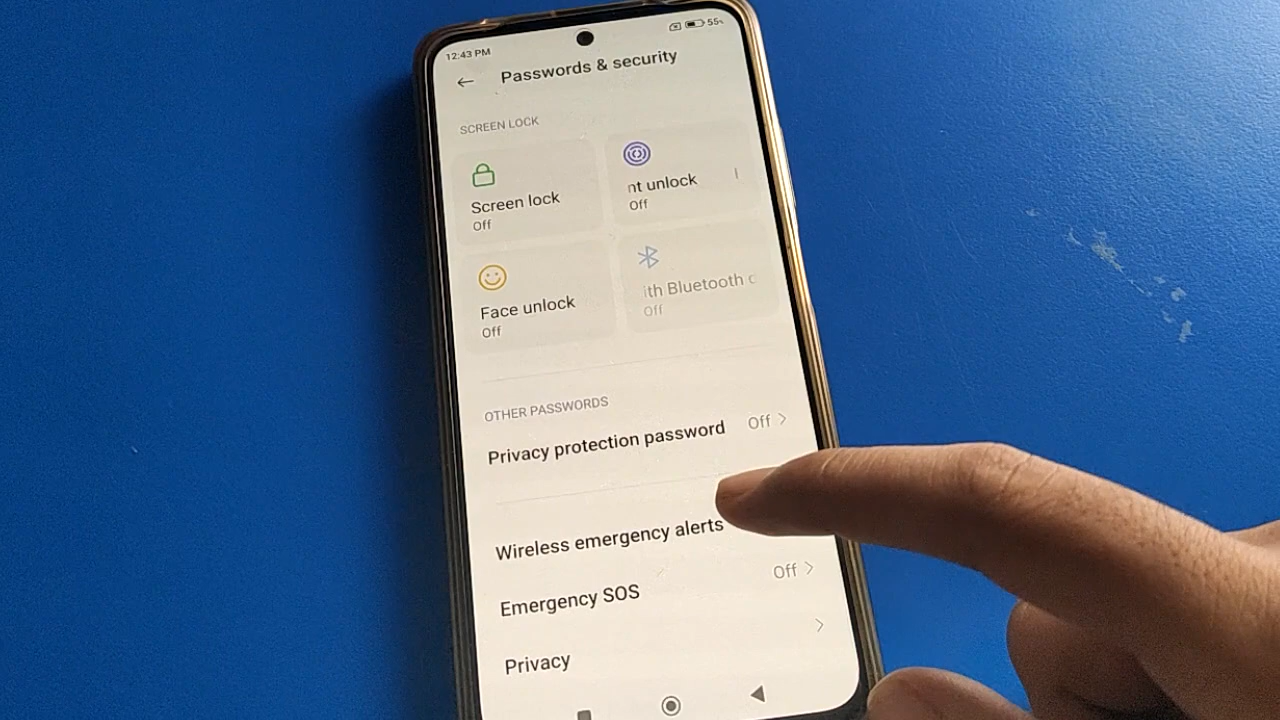 12:43 PM
55%
Passwords & security
SCREEN LOCK
Screen lock
Off
nt unlock
Off
Face unlock
Off
ith Bluetooth
Off
OTHER PASSWORDS
Privacy protection password
Off
Wireless emergency alerts
Emergency SOS
Off
Privacy